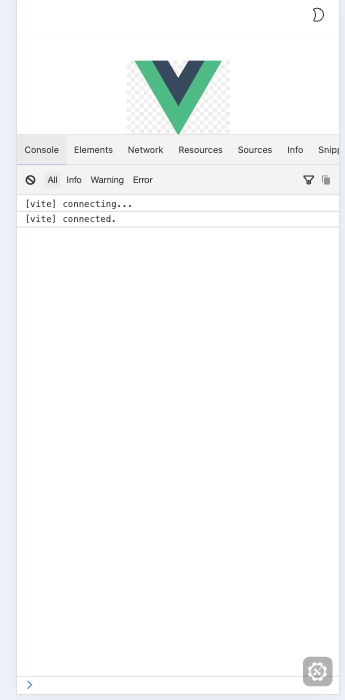 Console Elements Network Resources Sources Info Snipp
All Info Warning Error
[vite] connecting...
[vite] connected.